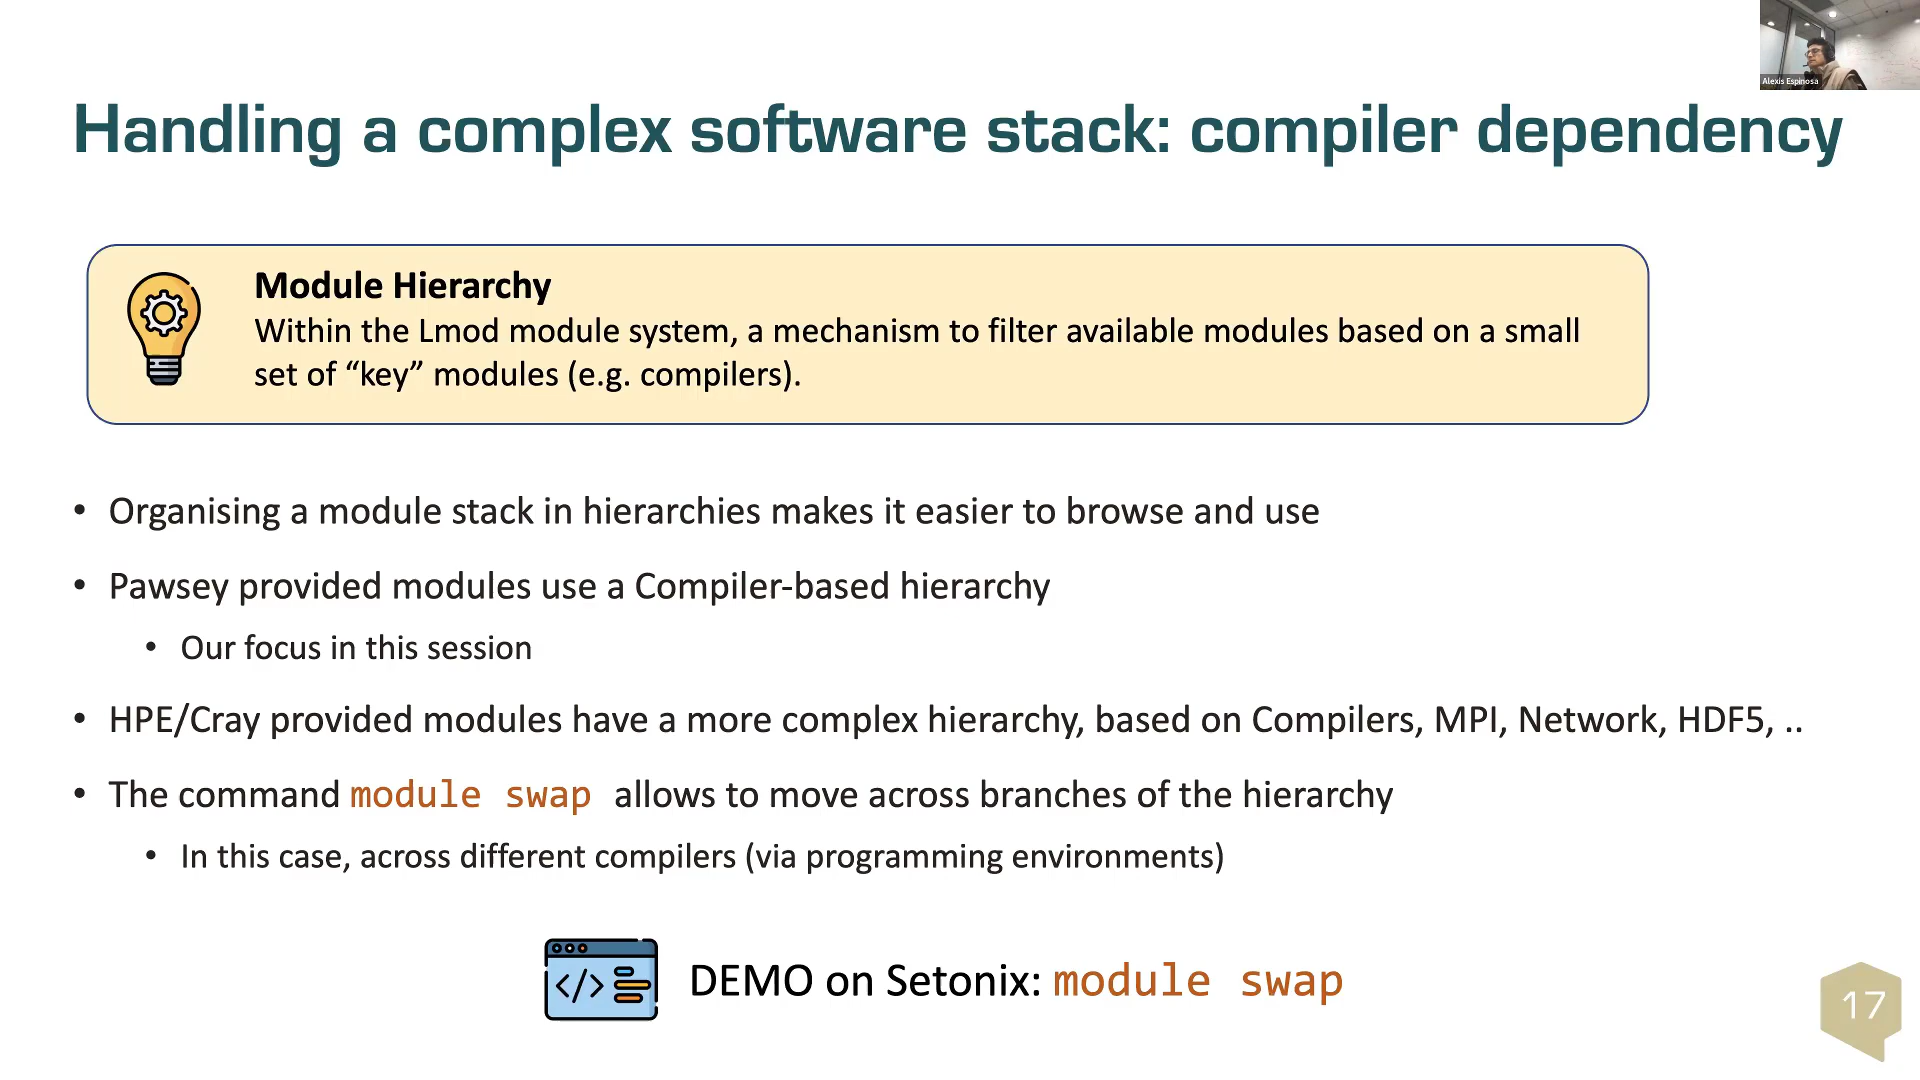 Alexis Espinosa
Handling a complex software stack: compiler dependency
Module Hierarchy
Within the Lmod module system, a mechanism to filter available modules based on a small
set of “key” modules (e.g. compilers).
• Organising a module stack in hierarchies makes it easier to browse and use
• Pawsey provided modules use a Compiler-based hierarchy
• Our focus in this session
• HPE/Cray provided modules have a more complex hierarchy, based on Compilers, MPI, Network, HDF5, ..
• The command module swap allows to move across branches of the hierarchy
• In this case, across different compilers (via programming environments)
</>
DEMO on Setonix: module swap
17